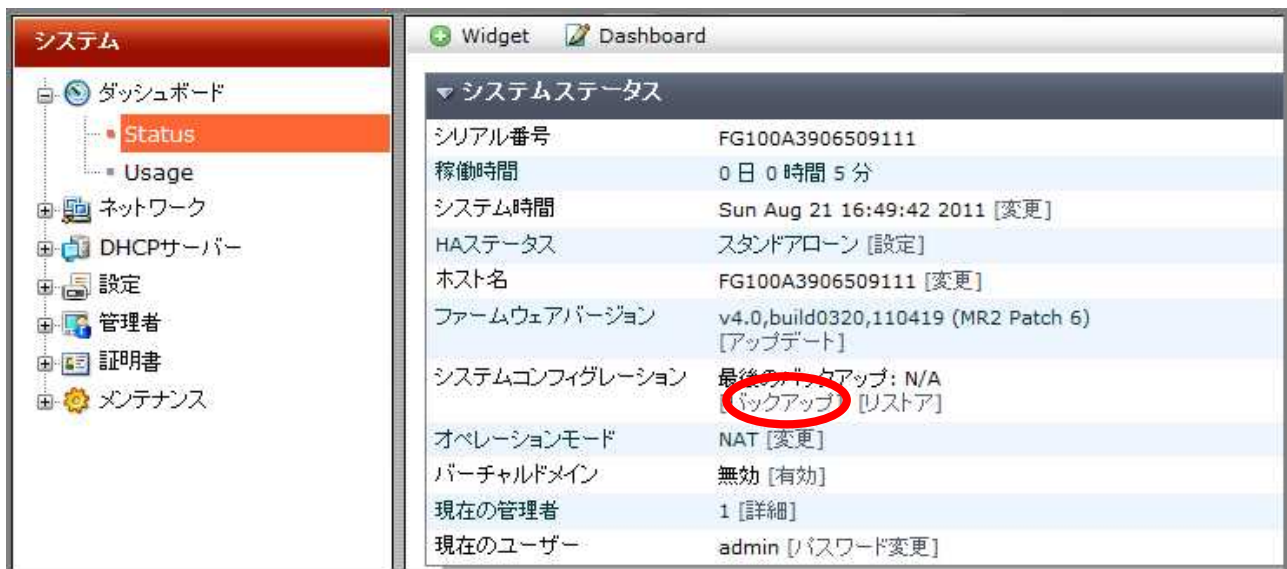 システム
ダッシュボード
Status
Usage
ネットワーク
DHCPサーバー
設定
管理者
証明書
メンテナンス
Widget Dashboard
システムステータス
シリアル番号 FG100A3906509111
稼働時間 0 日 0 時間 5 分
システム時間 Sun Aug 21 16:49:42 2011 [変更]
HAステータス スタンドアローン [設定]
ホスト名 FG100A3906509111 [変更]
ファームウェアバージョン v4.0,build0320,110419 (MR2 Patch 6)
[アップデート]
システムコンフィグレーション 最後のバックアップ: N/A
[バックアップ] [リストア]
オペレーションモード NAT [変更]
バーチャルドメイン 無効 [有効]
現在の管理者 1 [詳細]
現在のユーザー admin [パスワード変更]